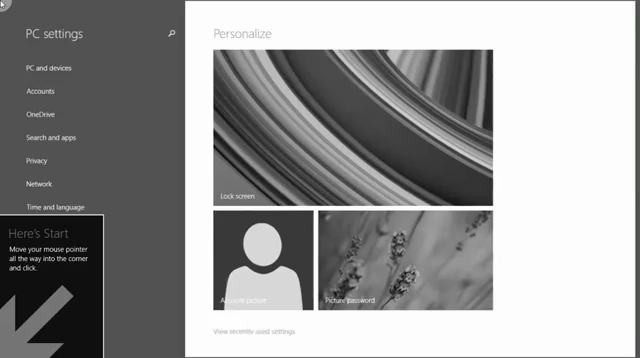 PC settings
PC and devices
Accounts
OneDrive
Search and apps
Privacy
Network
Time and language
Here's Start
Move your mouse pointer
all the way into the corner
and click.
Personalize
Lock screen
Account picture
Picture password
View recently used settings